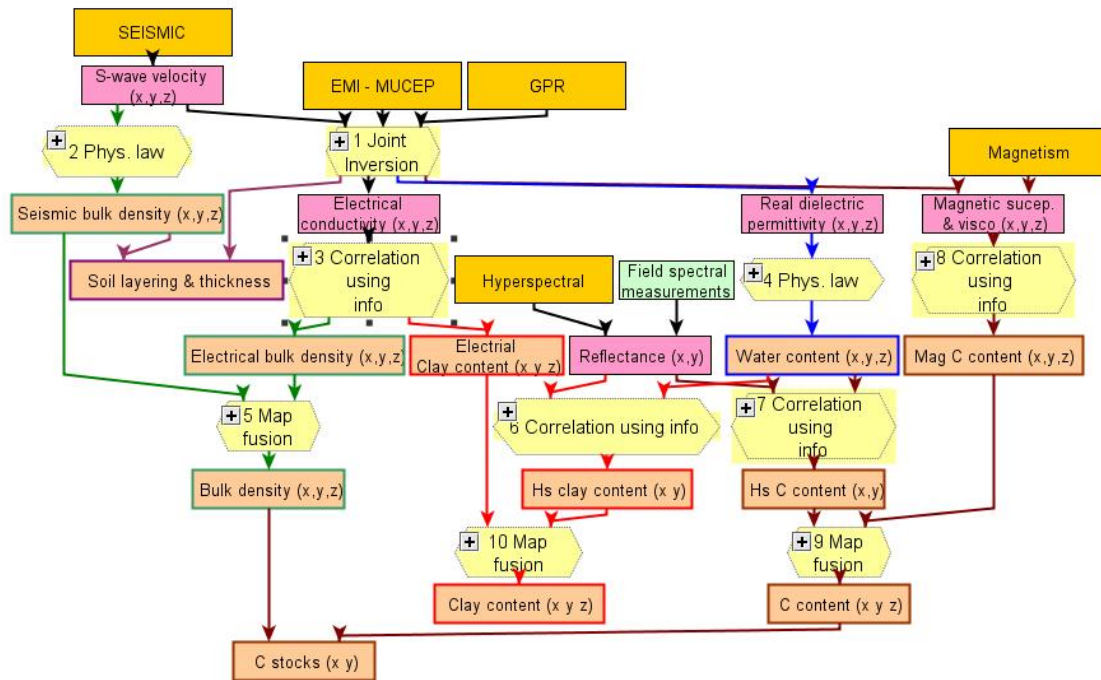 SEISMIC
S-wave velocity
(x,y,z)
EMI - MUCEP
GPR
2 Phys. law
1 Joint
Inversion
Magnetism
Seismic bulk density (x,y,z)
Electrical
conductivity (x,y,z)
Real dielectric
permittivity (x,y,z)
Magnetic sucep.
& visco (x,y,z)
Soil layering & thickness
3 Correlation
using
info
Hyperspectral
Field spectral
measurements
4 Phys. law
8 Correlation
using
info
Electrical bulk density (x,y,z)
Electrial
Clay content (x y z)
Reflectance (x,y)
Water content (x,y,z)
Mag C content (x,y,z)
5 Map
fusion
6 Correlation using info
7 Correlation
using
info
Bulk density (x,y,z)
Hs clay content (x y)
Hs C content (x,y)
10 Map
fusion
9 Map
fusion
Clay content (x y z)
C content (x y z)
C stocks (x y)